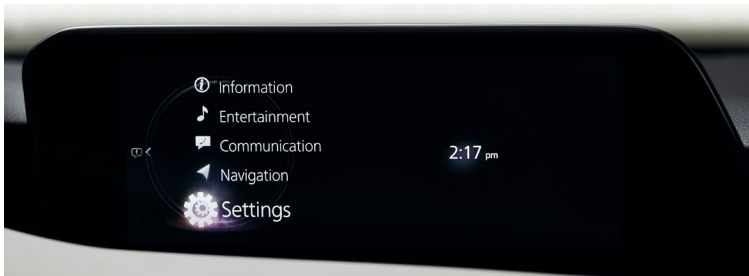 Information
Entertainment
Communication
Navigation
Settings
2:17 pm